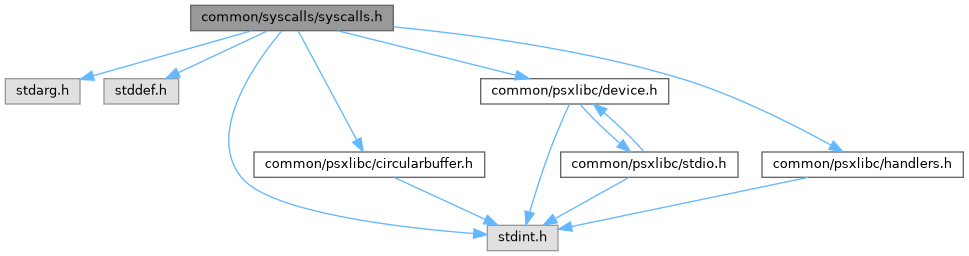 common/syscalls/syscalls.h
stdarg.h
stddef.h
common/psxlibc/device.h
common/psxlibc/circularbuffer.h
common/psxlibc/stdio.h
common/psxlibc/handlers.h
stdint.h